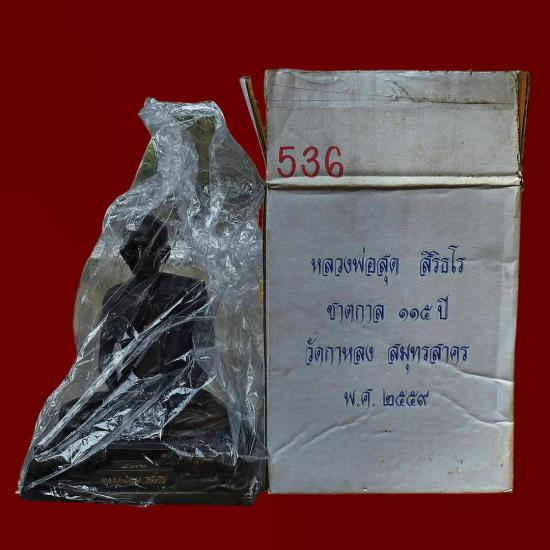 536
หลวงพ่อสุด สิริธโร
ชาตกาล ๑๑๕ ปี
วัดกาหลง สมุทรสาคร
พ.ศ. ๒๕๕๙